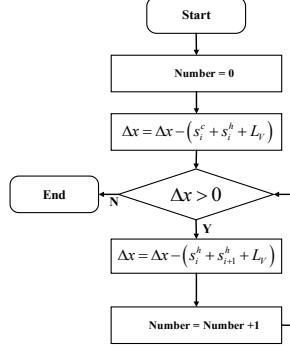 Start
Number = 0
Δx = Δx − (s_i^c + s_i^h + L_V)
Δx > 0
End
N
Y
Δx = Δx − (s_i^h + s_{i+1}^h + L_V)
Number = Number +1